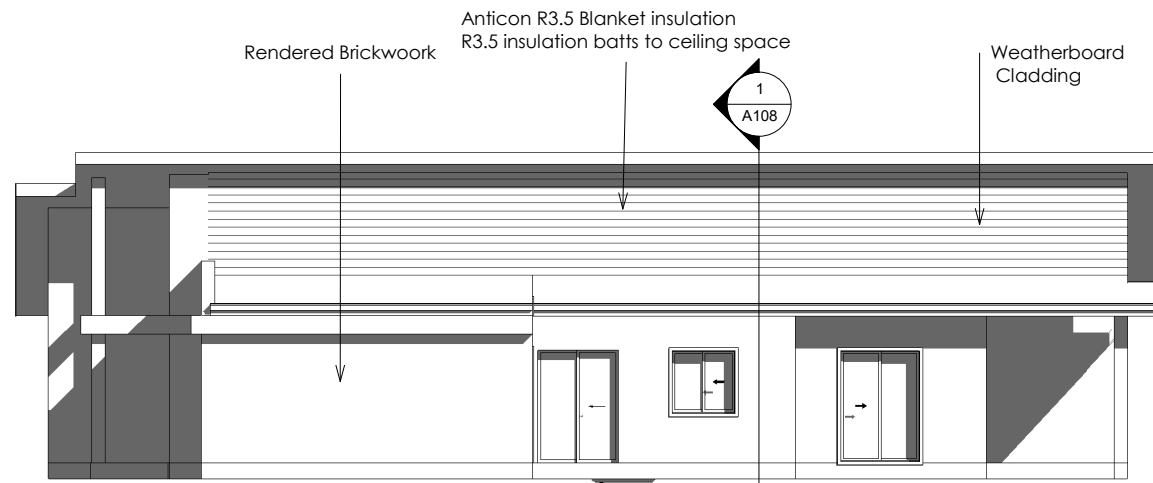 Anticon R3.5 Blanket insulation
R3.5 insulation batts to ceiling space
Rendered Brickwoork
Weatherboard
Cladding
1
A108